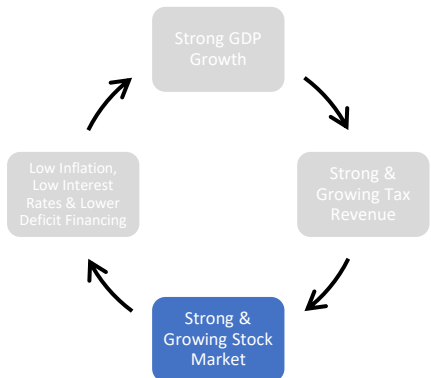 Strong GDP
Growth
Strong &
Growing Tax
Revenue
Strong &
Growing Stock
Market
Low Inflation,
Low Interest
Rates & Lower
Deficit Financing